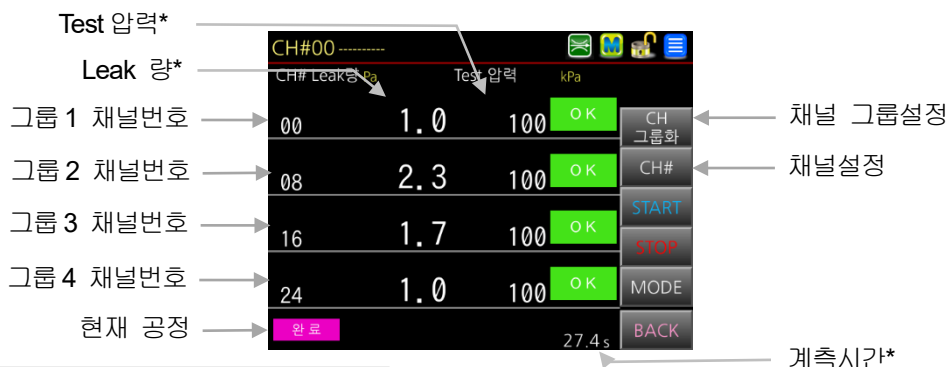 Test 압력*
Leak 량*
그룹 1 채널번호
그룹 2 채널번호
그룹 3 채널번호
그룹 4 채널번호
현재 공정
CH#00 ----------
M
CH# Leak량 Pa Test 압력 kPa
00 1.0 100 OK
08 2.3 100 OK
16 1.7 100 OK
24 1.0 100 OK
완료
27.4 s
CH
그룹화
CH#
START
STOP
MODE
BACK
채널 그룹설정
채널설정
계측시간*